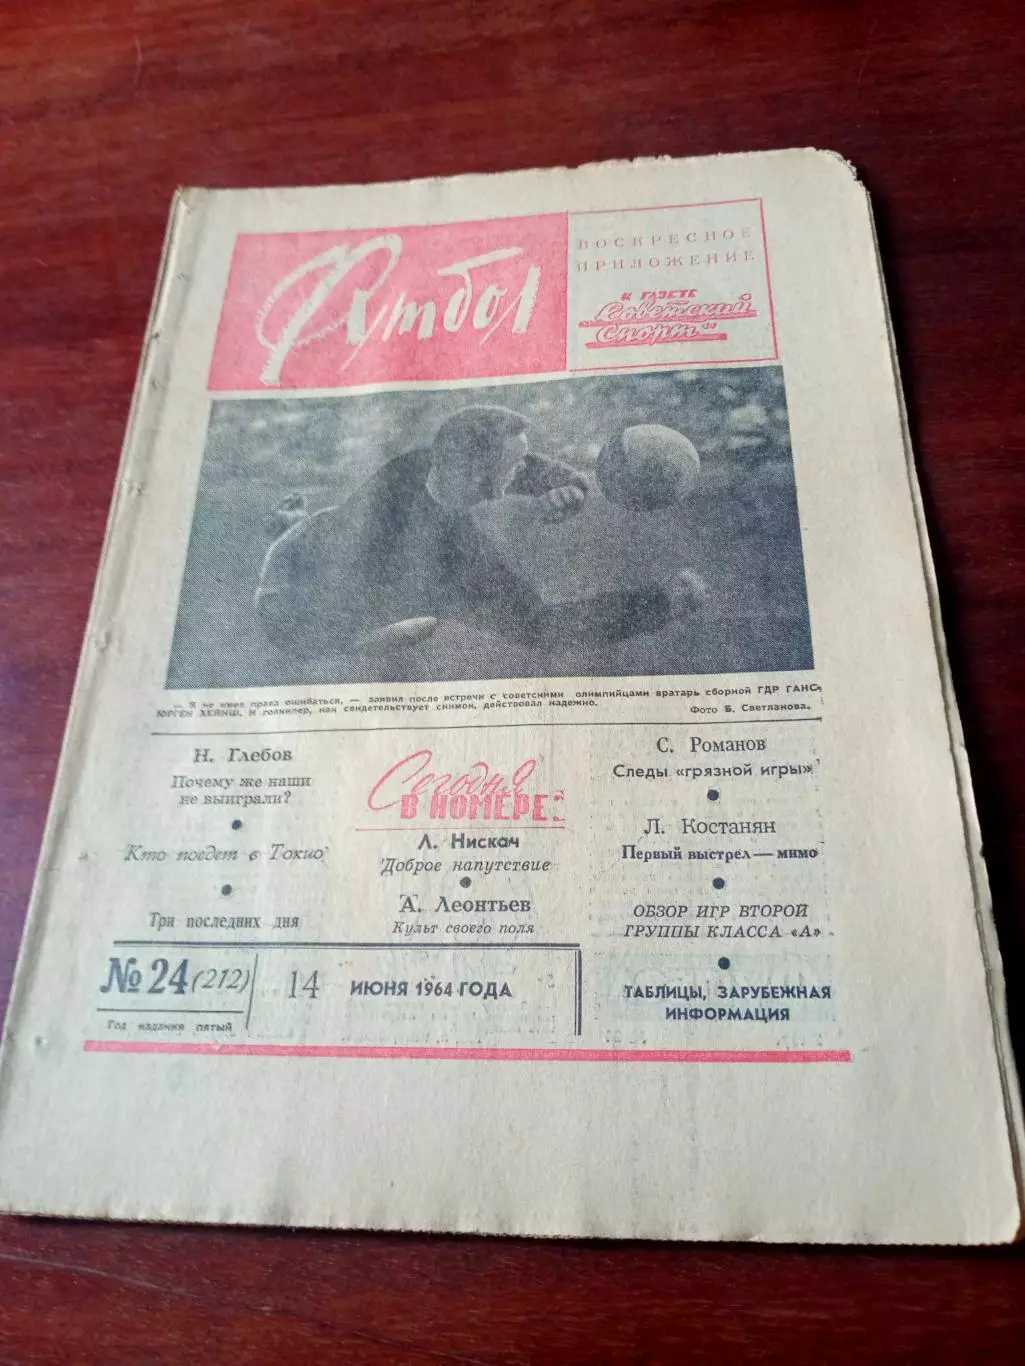 Футбол
ВОСКРЕСНОЕ
ПРИЛОЖЕНИЕ
К ГАЗЕТЕ
„Советский
Спорт“
— Я не имел права ошибаться, — заявил после встречи с советскими олимпийцами вратарь сборной ГДР ГАНС-
ЮРГЕН ХЕЙНШ. И голкипер, как свидетельствует снимок, действовал надежно.
Фото Б. Светланова.
Н. Глебов
Почему же наши
не выиграли?
Кто поедет в Токио
Три последних дня
Сегодня
В НОМЕРЕ:
Л. Нискач
Доброе напутствие
А. Леонтьев
Культ своего поля
С. Романов
Следы «грязной игры»
Л. Костанян
Первый выстрел — мимо
ОБЗОР ИГР ВТОРОЙ
ГРУППЫ КЛАССА «А»
ТАБЛИЦЫ, ЗАРУБЕЖНАЯ
ИНФОРМАЦИЯ
№ 24 (212)
14 ИЮНЯ 1964 ГОДА
Год издания пятый